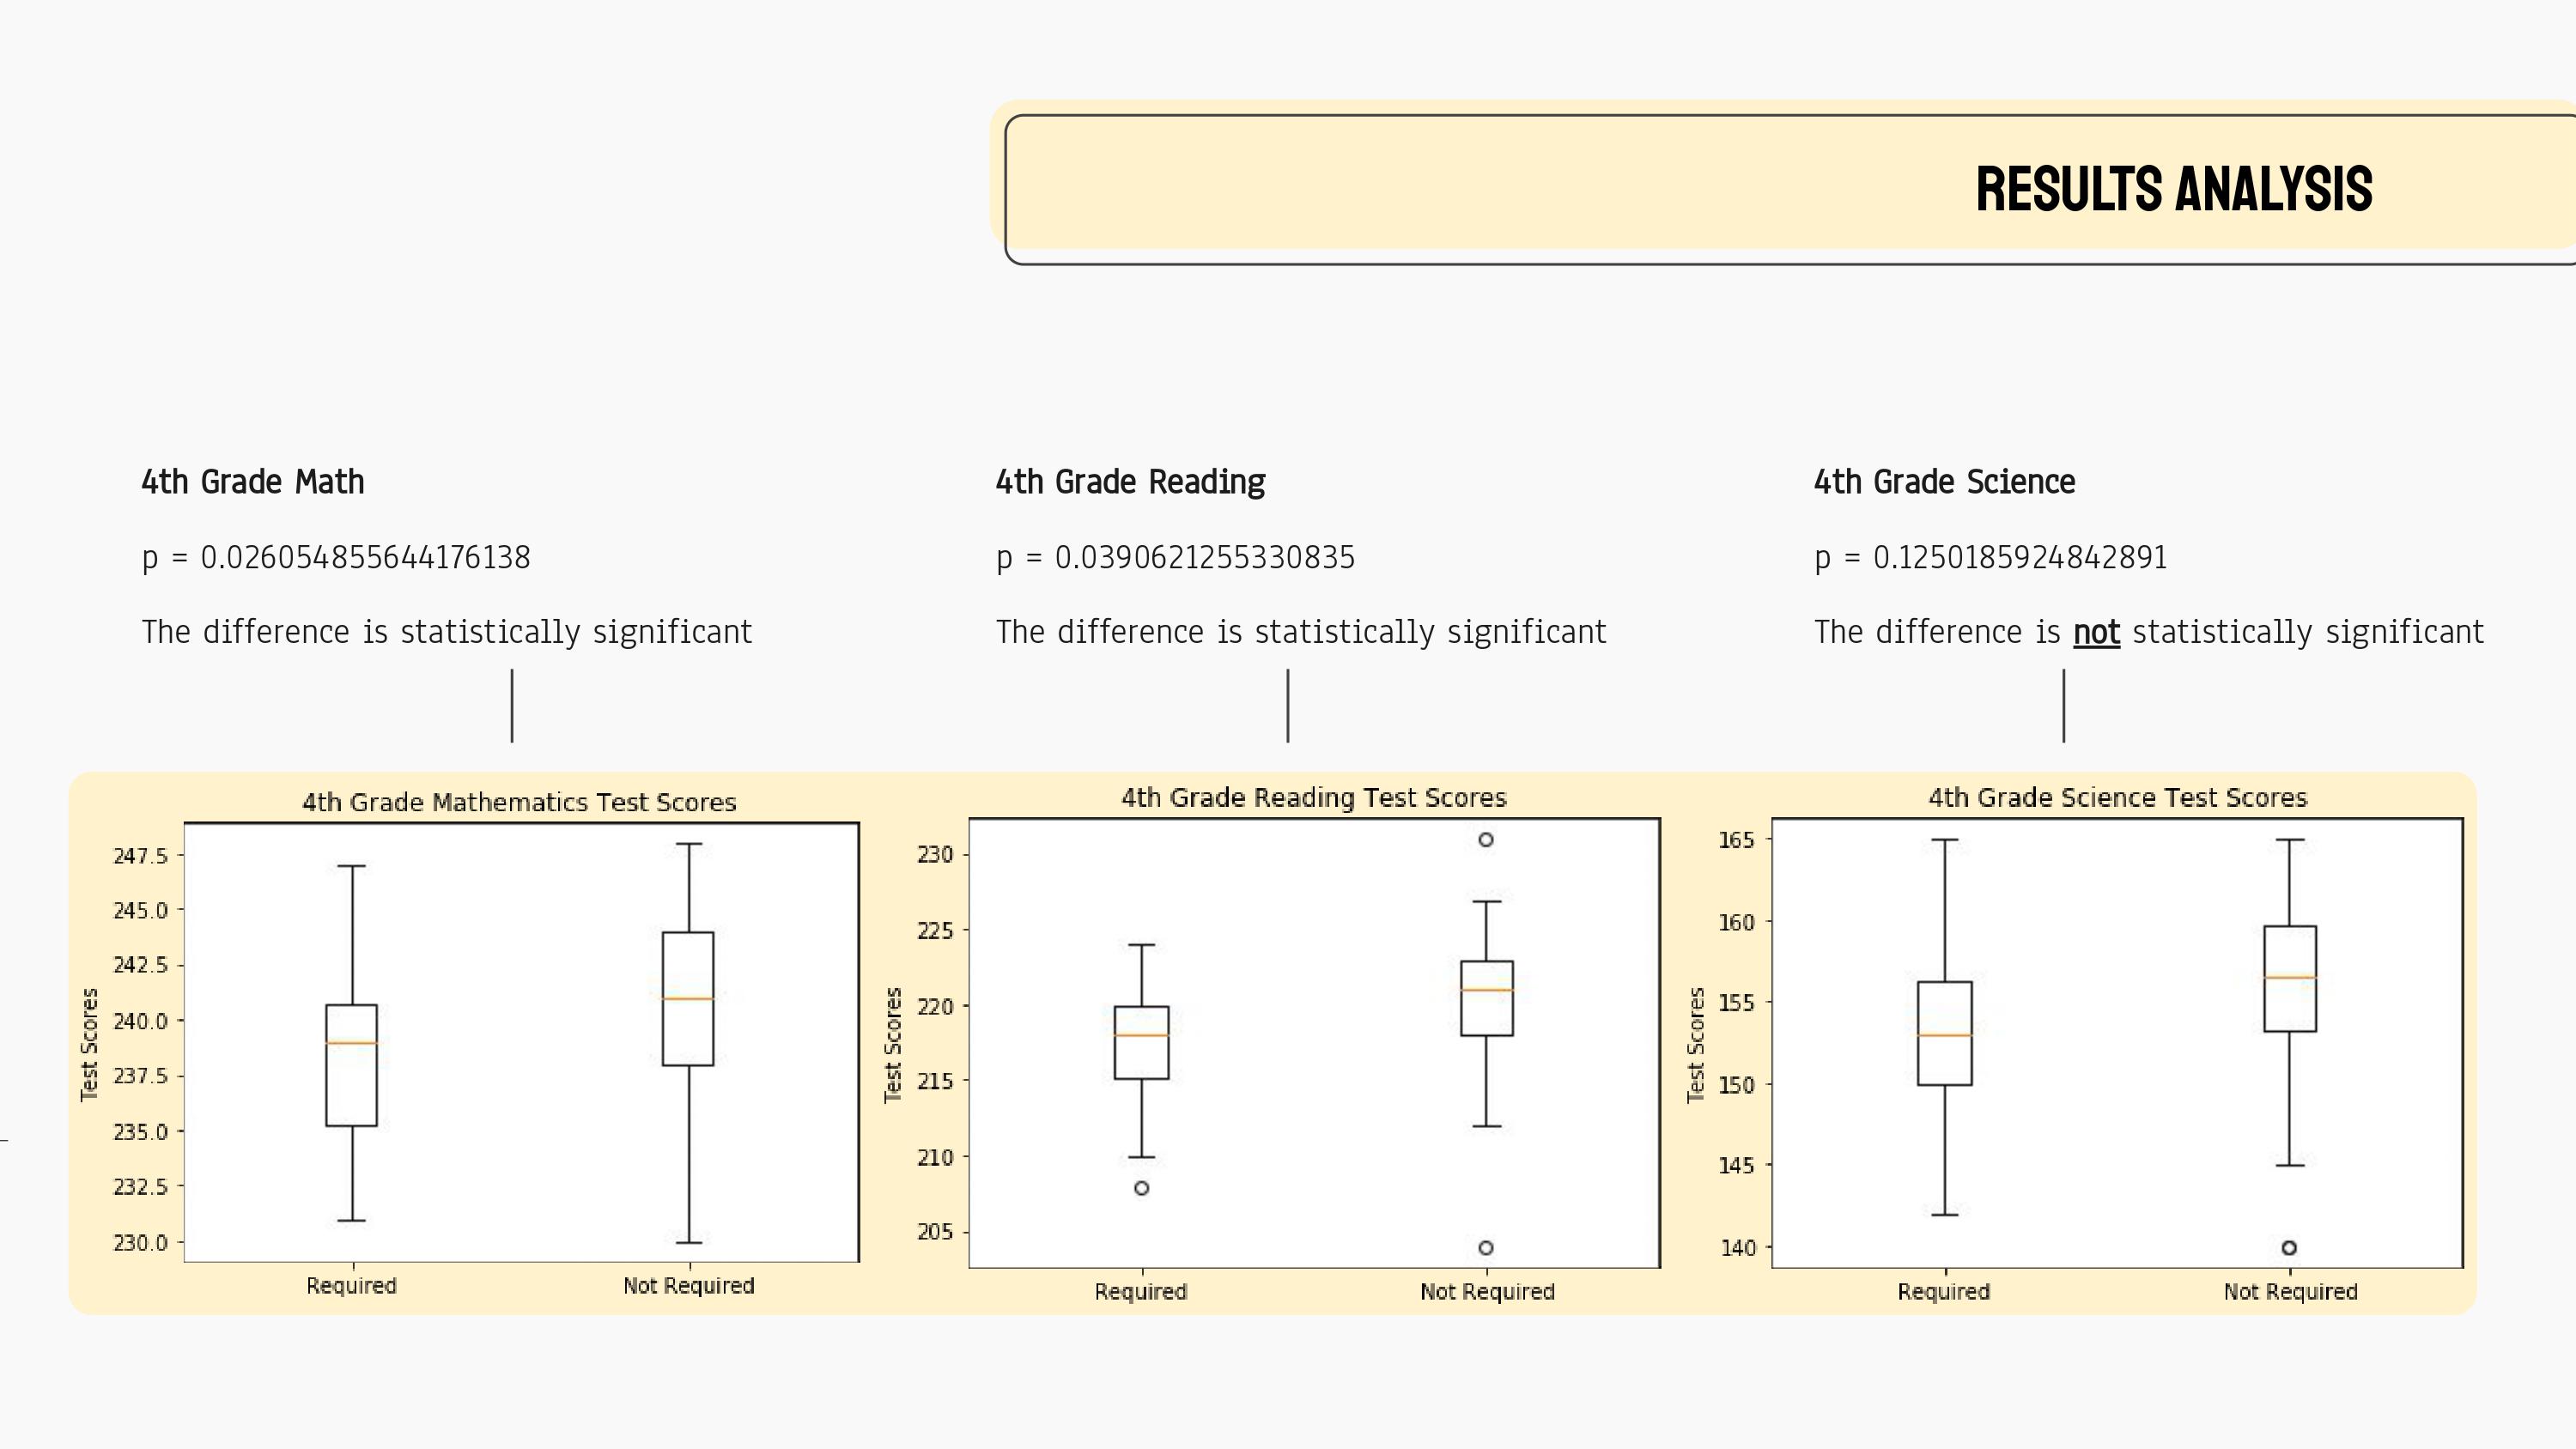 RESULTS ANALYSIS
4th Grade Math
p = 0.026054855644176138
The difference is statistically significant
4th Grade Reading
p = 0.0390621255330835
The difference is statistically significant
4th Grade Science
p = 0.1250185924842891
The difference is not statistically significant
4th Grade Mathematics Test Scores
Test Scores
247.5
245.0
242.5
240.0
237.5
235.0
232.5
230.0
Required
Not Required
4th Grade Reading Test Scores
Test Scores
230
225
220
215
210
205
Required
Not Required
4th Grade Science Test Scores
Test Scores
165
160
155
150
145
140
Required
Not Required